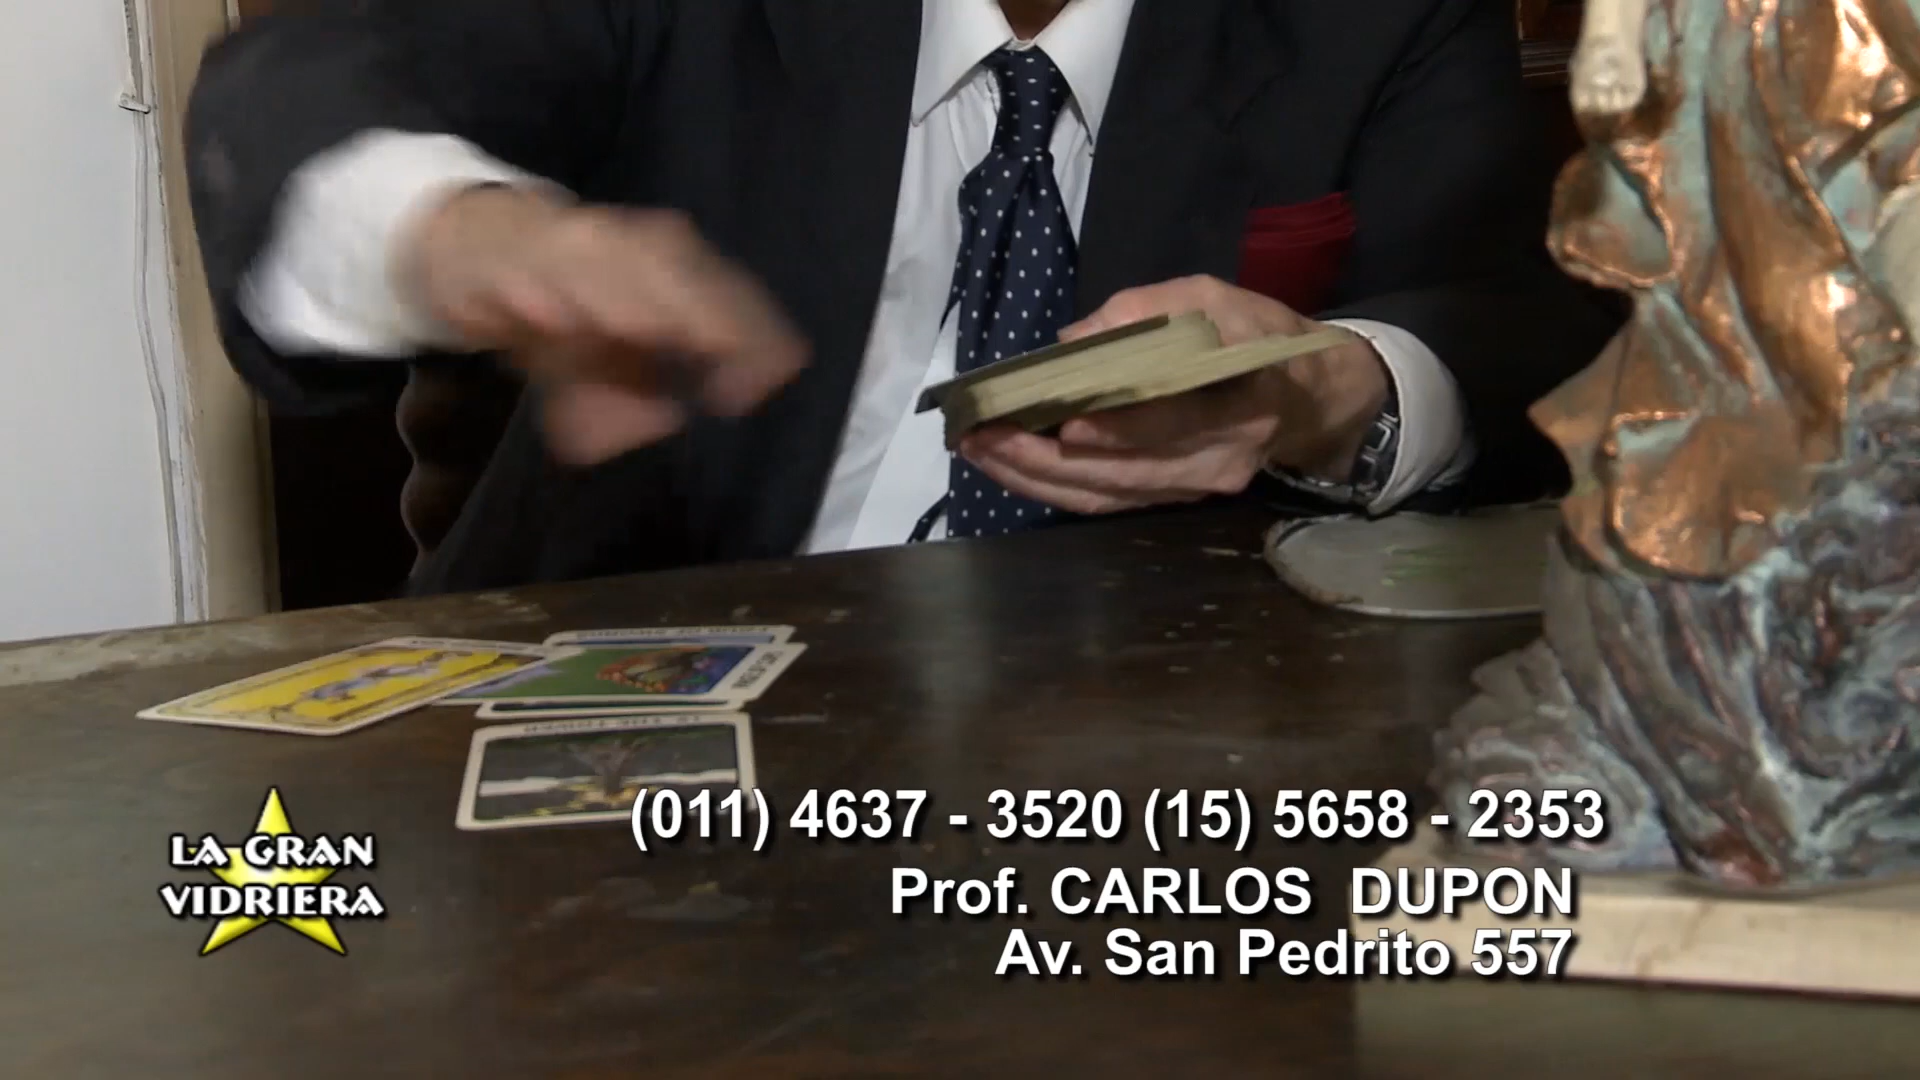 (011) 4637 - 3520 (15) 5658 - 2353
Prof. CARLOS DUPON
Av. San Pedrito 557
LA GRAN
VIDRIERA